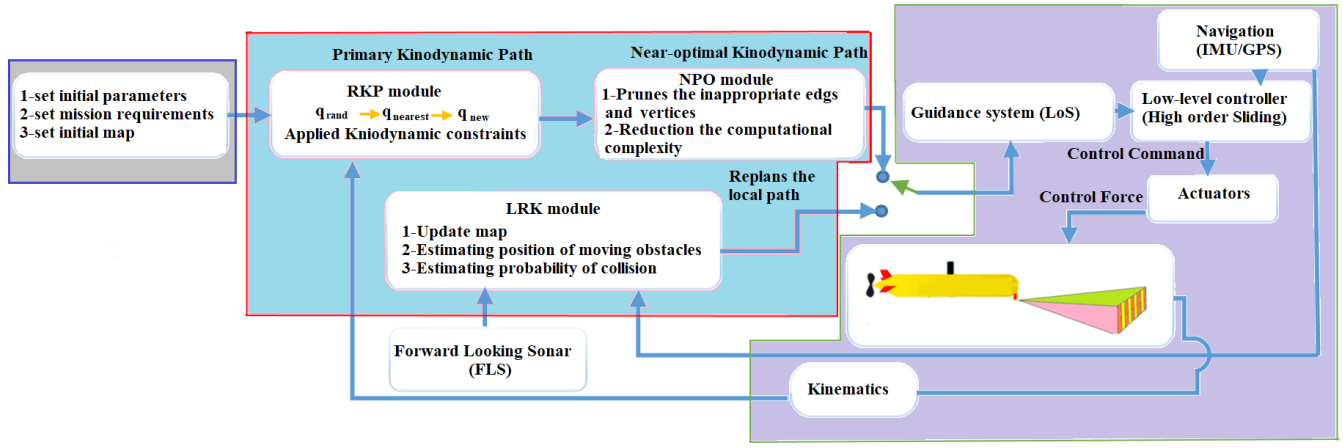 1-set initial parameters
2-set mission requirements
3-set initial map
Primary Kinodynamic Path
RKP module
q rand q nearest q new
Applied Kniodynamic constraints
Near-optimal Kinodynamic Path
NPO module
1-Prunes the inappropriate edgs
and vertices
2-Reduction the computational
complexity
LRK module
1-Update map
2-Estimating position of moving obstacles
3-Estimating probability of collision
Replans the
local path
Forward Looking Sonar
(FLS)
Navigation
(IMU/GPS)
Guidance system (LoS)
Low-level controller
(High order Sliding)
Control Command
Actuators
Control Force
Kinematics